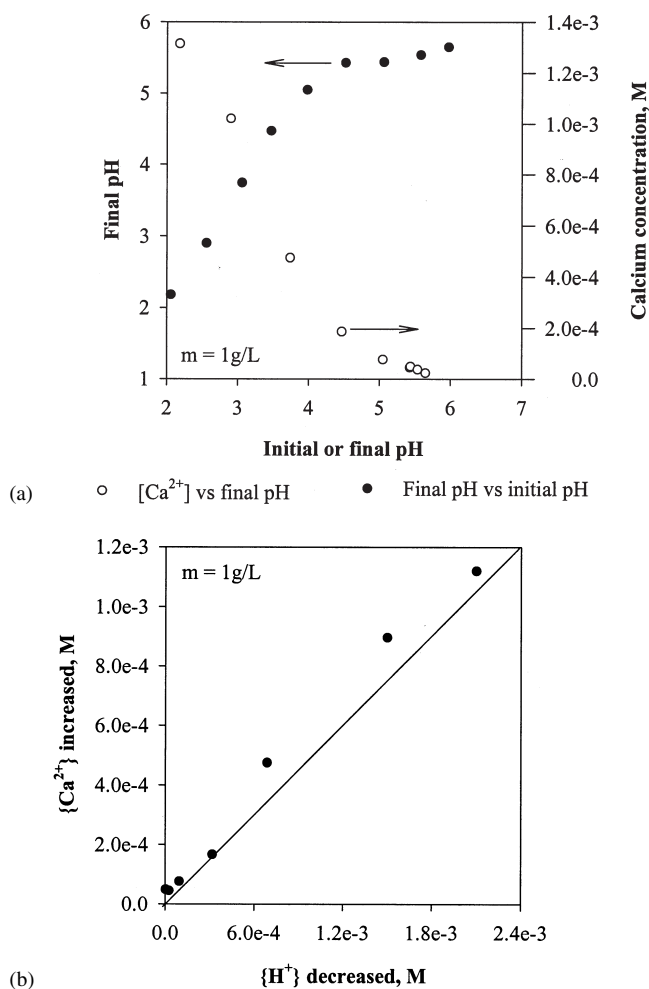 6
5
4
3
2
1
Final pH
1.4e-3
1.2e-3
1.0e-3
8.0e-4
6.0e-4
4.0e-4
2.0e-4
0.0
Calcium concentration, M
m = 1g/L
2 3 4 5 6 7
Initial or final pH
(a) ○ [Ca²⁺] vs final pH ● Final pH vs initial pH
1.2e-3
1.0e-3
8.0e-4
6.0e-4
4.0e-4
2.0e-4
0.0
{Ca²⁺} increased, M
m = 1g/L
0.0 6.0e-4 1.2e-3 1.8e-3 2.4e-3
(b) {H⁺} decreased, M